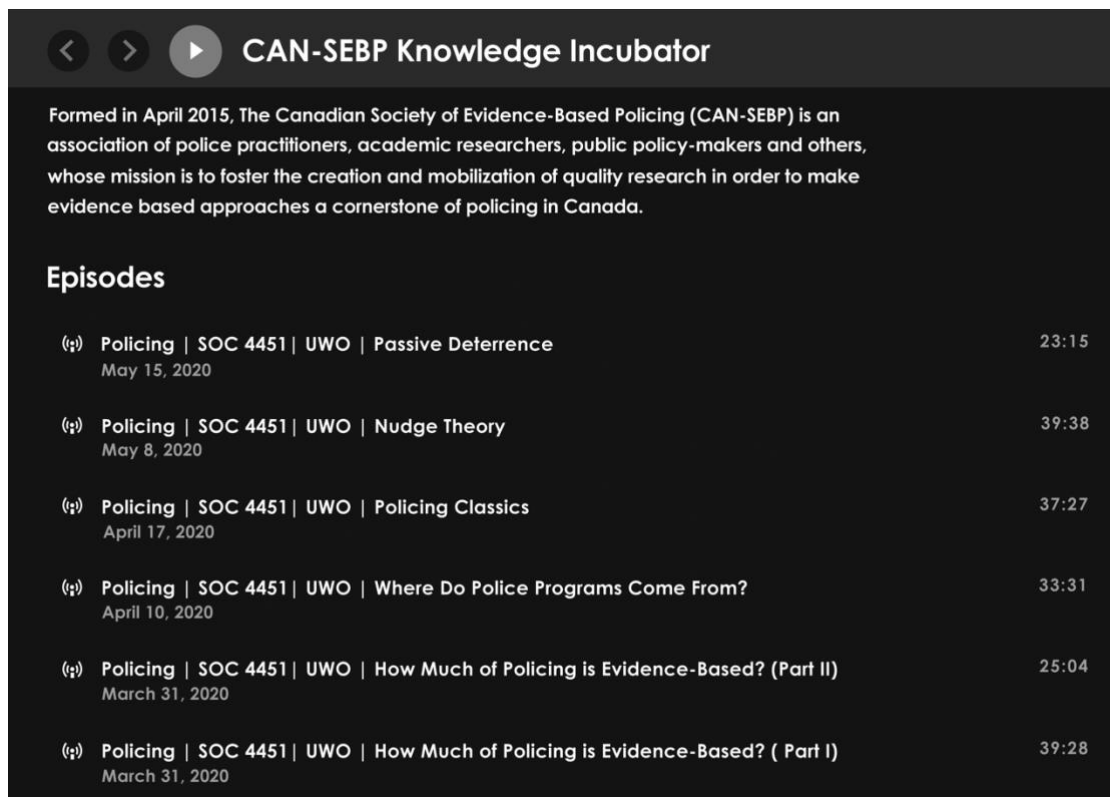 CAN-SEBP Knowledge Incubator
Formed in April 2015, The Canadian Society of Evidence-Based Policing (CAN-SEBP) is an
association of police practitioners, academic researchers, public policy-makers and others,
whose mission is to foster the creation and mobilization of quality research in order to make
evidence based approaches a cornerstone of policing in Canada.
Episodes
Policing | SOC 4451| UWO | Passive Deterrence 23:15
May 15, 2020
Policing | SOC 4451| UWO | Nudge Theory 39:38
May 8, 2020
Policing | SOC 4451| UWO | Policing Classics 37:27
April 17, 2020
Policing | SOC 4451| UWO | Where Do Police Programs Come From? 33:31
April 10, 2020
Policing | SOC 4451| UWO | How Much of Policing is Evidence-Based? (Part II) 25:04
March 31, 2020
Policing | SOC 4451| UWO | How Much of Policing is Evidence-Based? ( Part I) 39:28
March 31, 2020